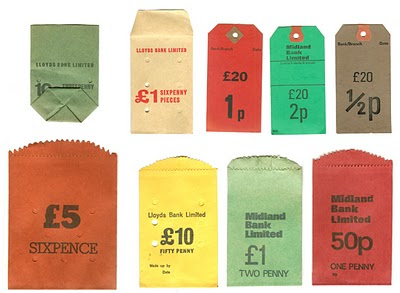 LLOYDS BANK LIMITED
LLOYDS BANK LIMITED
£1 SIXPENNY
PIECES
Bank/Branch Date
£20
1p
Midland
Bank
Limited
£20
2p
Bank/Branch Date
£20
½p
£5
SIXPENCE
Lloyds Bank Limited
£10
FIFTY PENNY
Made up by
Date
Midland
Bank
Limited
£1
TWO PENNY
Midland
Bank
Limited
50p
ONE PENNY